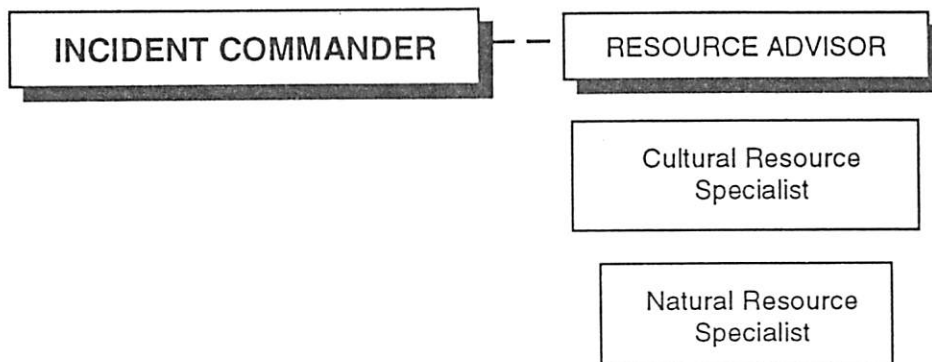 INCIDENT COMMANDER
RESOURCE ADVISOR
Cultural Resource
Specialist
Natural Resource
Specialist